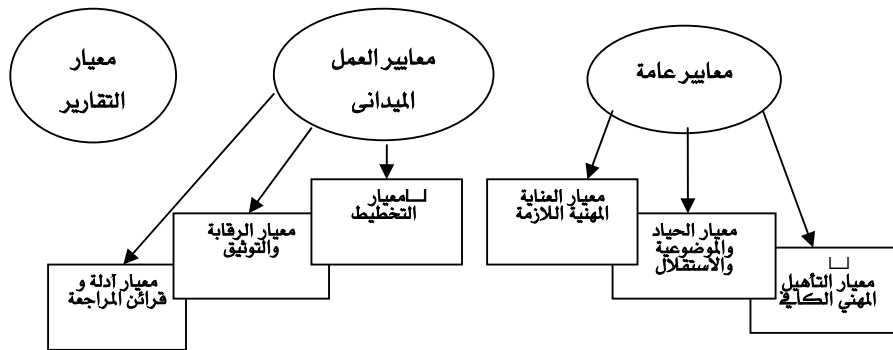 معايير عامة
معايير العمل
الميدانى
معيار
التقارير
معيار العناية
المهنية اللازمة
معيار الحياد
والموضوعية
والاستقلال
معيار التأهيل
المهني الكافي
معيار
التخطيط
معيار الرقابة
والتوثيق
معيار آدلة و
قرائن المراجعة